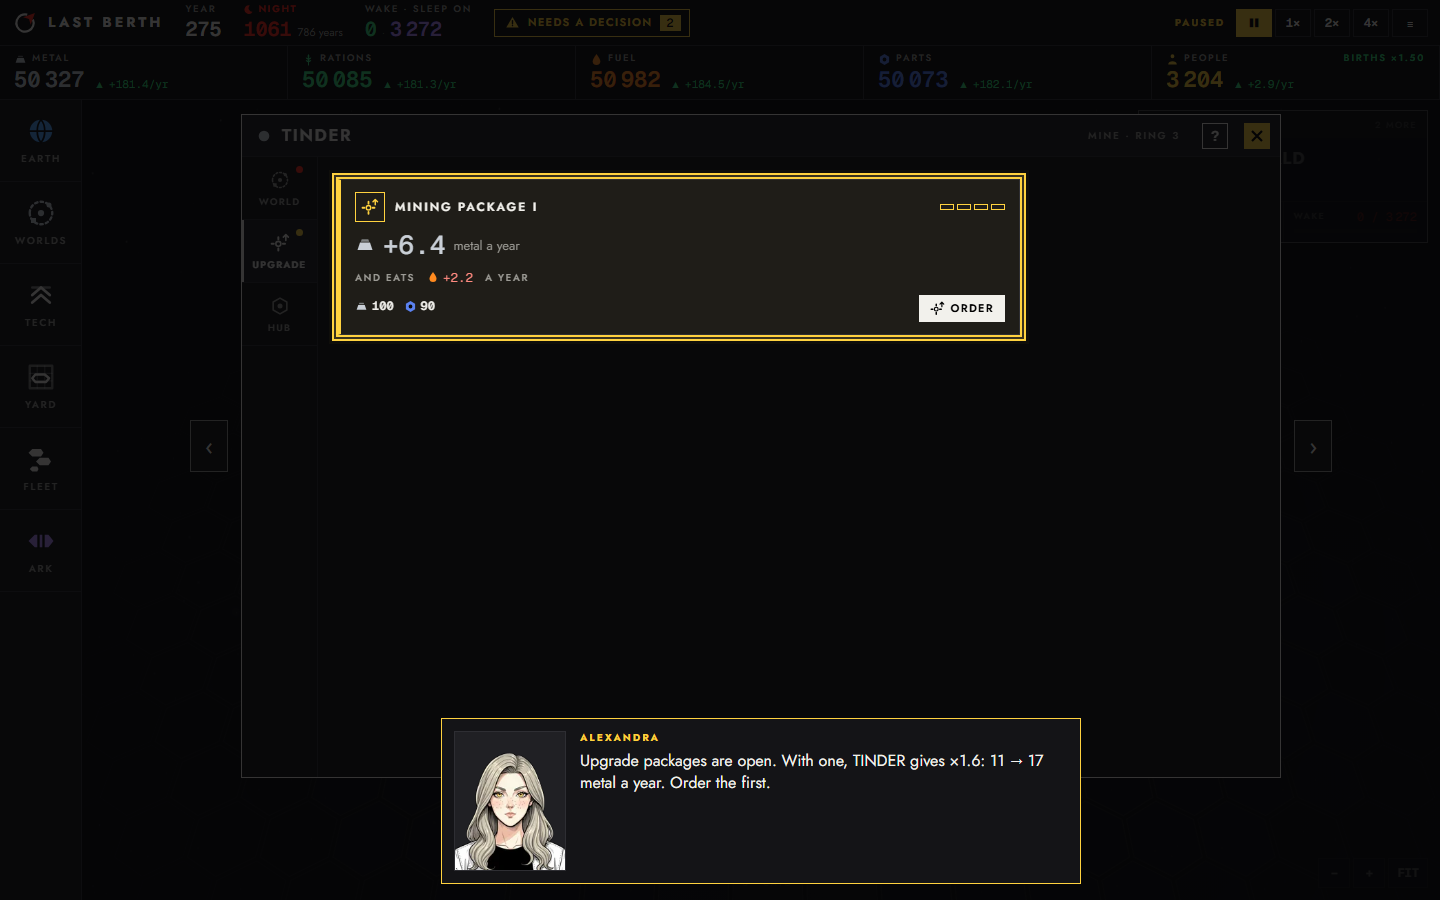 LAST BERTH
YEAR
275
NIGHT
1061 786 years
WAKE · SLEEP ON
0 3 272
NEEDS A DECISION 2
PAUSED
1×
2×
4×
METAL
50 327 ▲ +181.4/yr
RATIONS
50 085 ▲ +181.3/yr
FUEL
50 982 ▲ +184.5/yr
PARTS
50 073 ▲ +182.1/yr
PEOPLE
BIRTHS ×1.50
3 204 ▲ +2.9/yr
EARTH
WORLDS
TECH
YARD
FLEET
ARK
TINDER
MINE · RING 3
?
WORLD
UPGRADE
HUB
MINING PACKAGE I
+6.4 metal a year
AND EATS +2.2 A YEAR
100 90
ORDER
LD
ALEXANDRA
Upgrade packages are open. With one, TINDER gives ×1.6: 11 → 17
metal a year. Order the first.
FIT